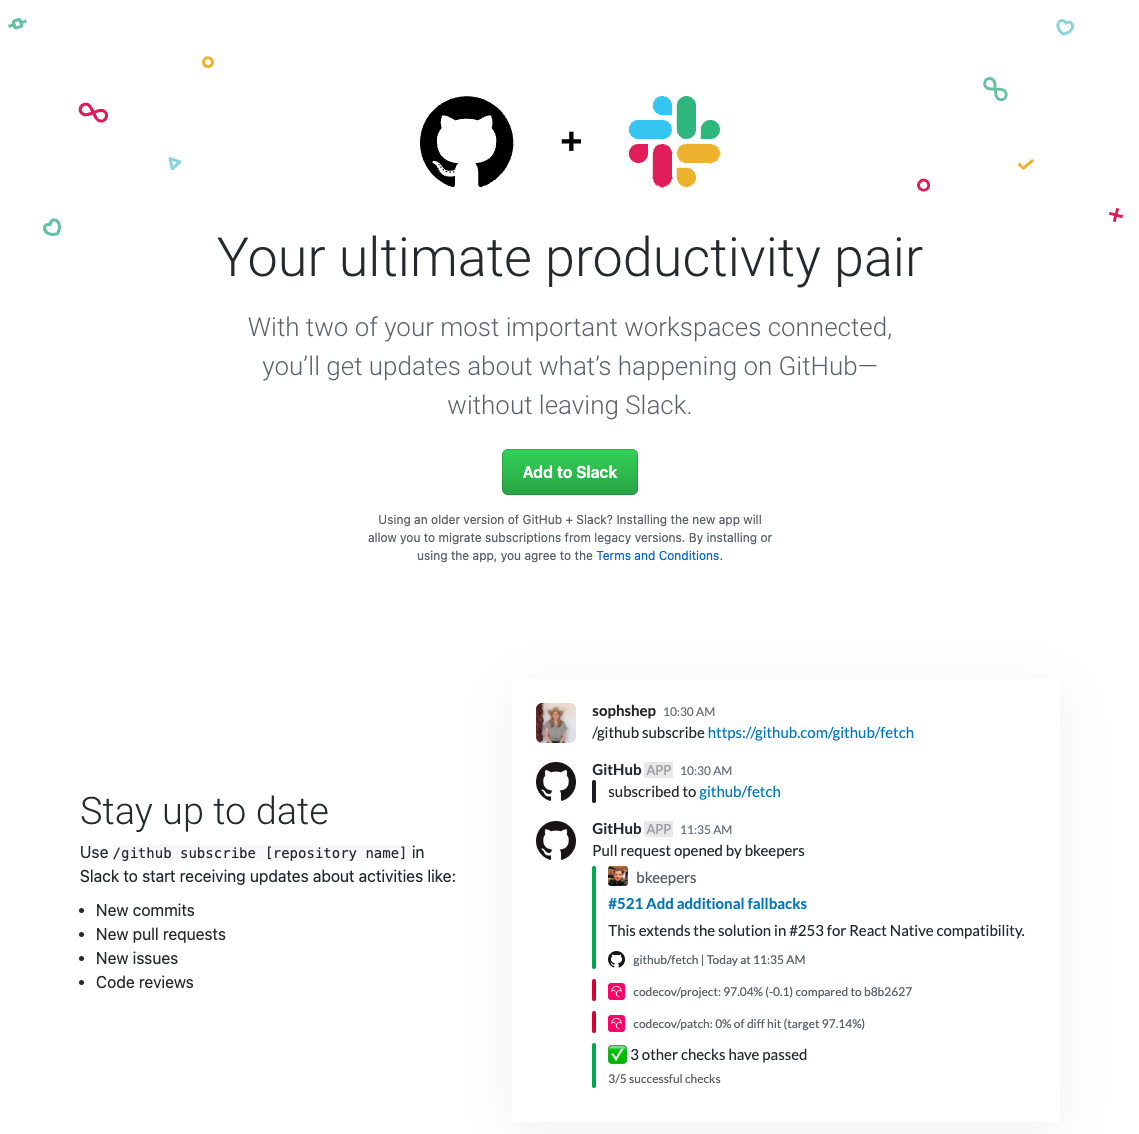 +
Your ultimate productivity pair
With two of your most important workspaces connected,
you’ll get updates about what’s happening on GitHub—
without leaving Slack.
Add to Slack
Using an older version of GitHub + Slack? Installing the new app will
allow you to migrate subscriptions from legacy versions. By installing or
using the app, you agree to the Terms and Conditions.
Stay up to date
Use /github subscribe [repository name] in
Slack to start receiving updates about activities like:
• New commits
• New pull requests
• New issues
• Code reviews
sophshep 10:30 AM
/github subscribe https://github.com/github/fetch
GitHub APP 10:30 AM
subscribed to github/fetch
GitHub APP 11:35 AM
Pull request opened by bkeepers
bkeepers
#521 Add additional fallbacks
This extends the solution in #253 for React Native compatibility.
github/fetch | Today at 11:35 AM
codecov/project: 97.04% (-0.1) compared to b8b2627
codecov/patch: 0% of diff hit (target 97.14%)
✅ 3 other checks have passed
3/5 successful checks